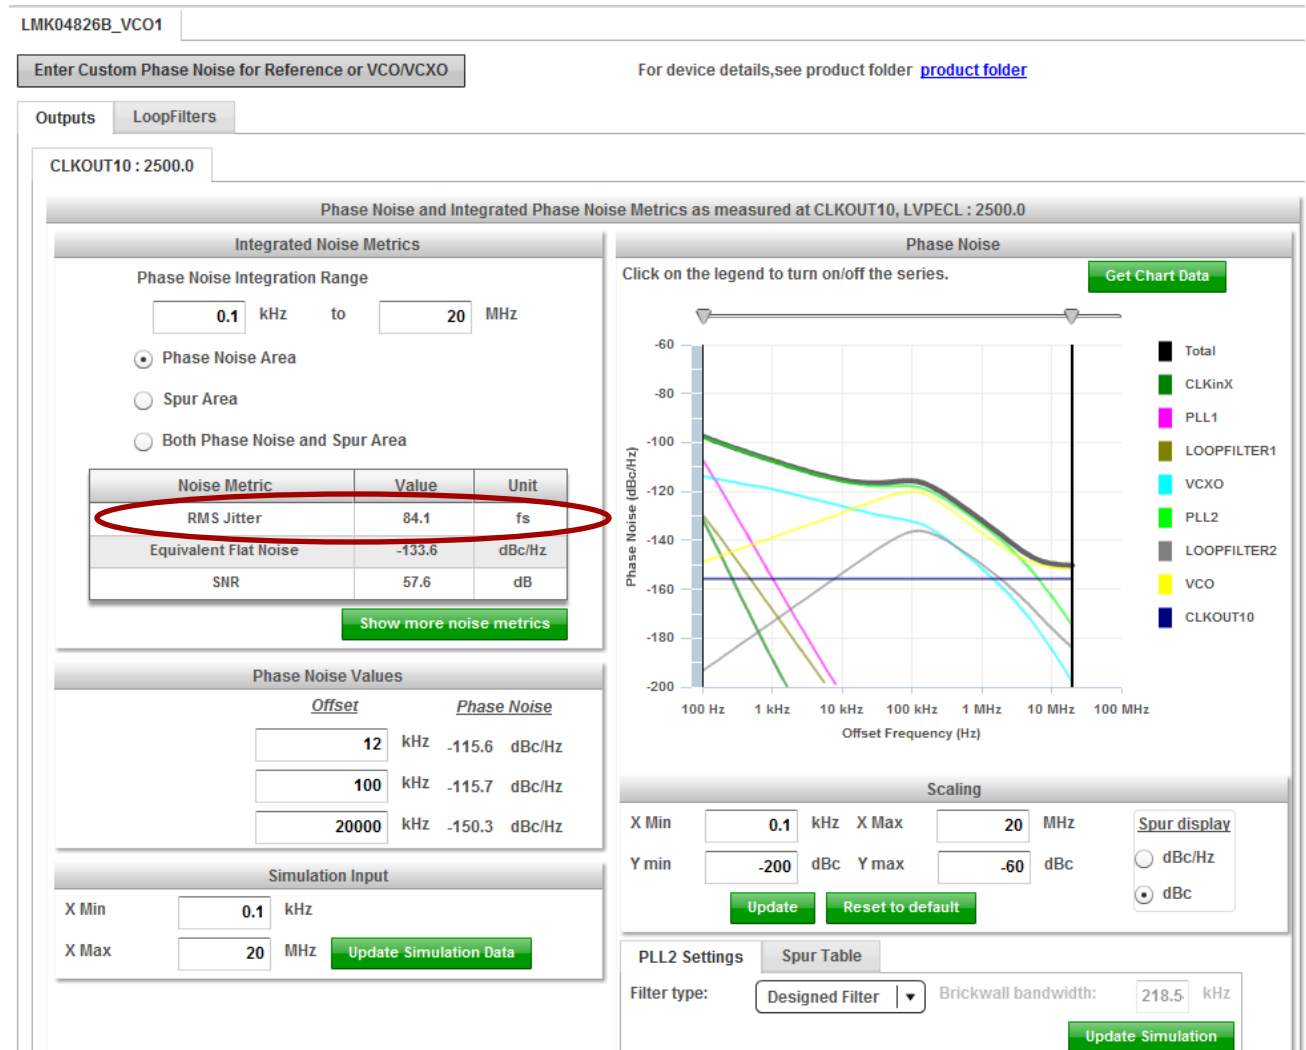 LMK04826B_VCO1
Enter Custom Phase Noise for Reference or VCO/VCXO
For device details,see product folder product folder
Outputs LoopFilters
CLKOUT10 : 2500.0
Phase Noise and Integrated Phase Noise Metrics as measured at CLKOUT10, LVPECL : 2500.0
Integrated Noise Metrics
Phase Noise Integration Range
0.1 kHz to 20 MHz
Phase Noise Area
Spur Area
Both Phase Noise and Spur Area
Noise Metric Value Unit
RMS Jitter 84.1 fs
Equivalent Flat Noise -133.6 dBc/Hz
SNR 57.6 dB
Show more noise metrics
Phase Noise Values
Offset Phase Noise
12 kHz -115.6 dBc/Hz
100 kHz -115.7 dBc/Hz
20000 kHz -150.3 dBc/Hz
Simulation Input
X Min 0.1 kHz
X Max 20 MHz Update Simulation Data
Phase Noise
Click on the legend to turn on/off the series.
Get Chart Data
-60
-80
-100
-120
-140
-160
-180
-200
Phase Noise (dBc/Hz)
100 Hz 1 kHz 10 kHz 100 kHz 1 MHz 10 MHz 100 MHz
Offset Frequency (Hz)
Total
CLKinX
PLL1
LOOPFILTER1
VCXO
PLL2
LOOPFILTER2
VCO
CLKOUT10
Scaling
X Min 0.1 kHz X Max 20 MHz
Y min -200 dBc Y max -60 dBc
Update Reset to default
Spur display
dBc/Hz
dBc
PLL2 Settings Spur Table
Filter type: Designed Filter Brickwall bandwidth: 218.5 kHz
Update Simulation